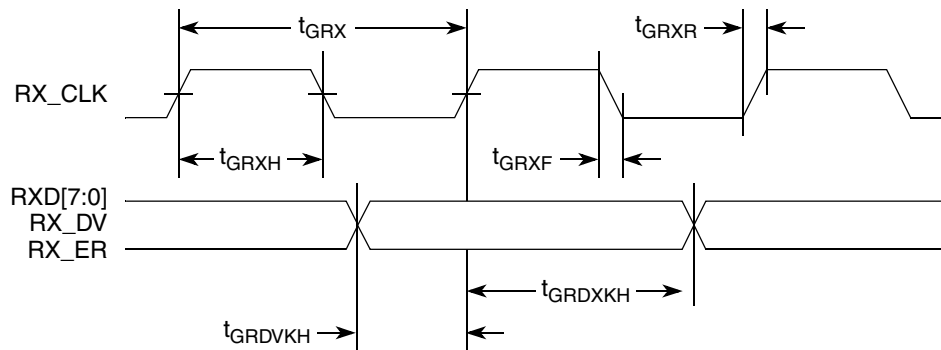 tGRX
tGRXR
RX_CLK
tGRXH
tGRXF
RXD[7:0]
RX_DV
RX_ER
tGRDXKH
tGRDVKH